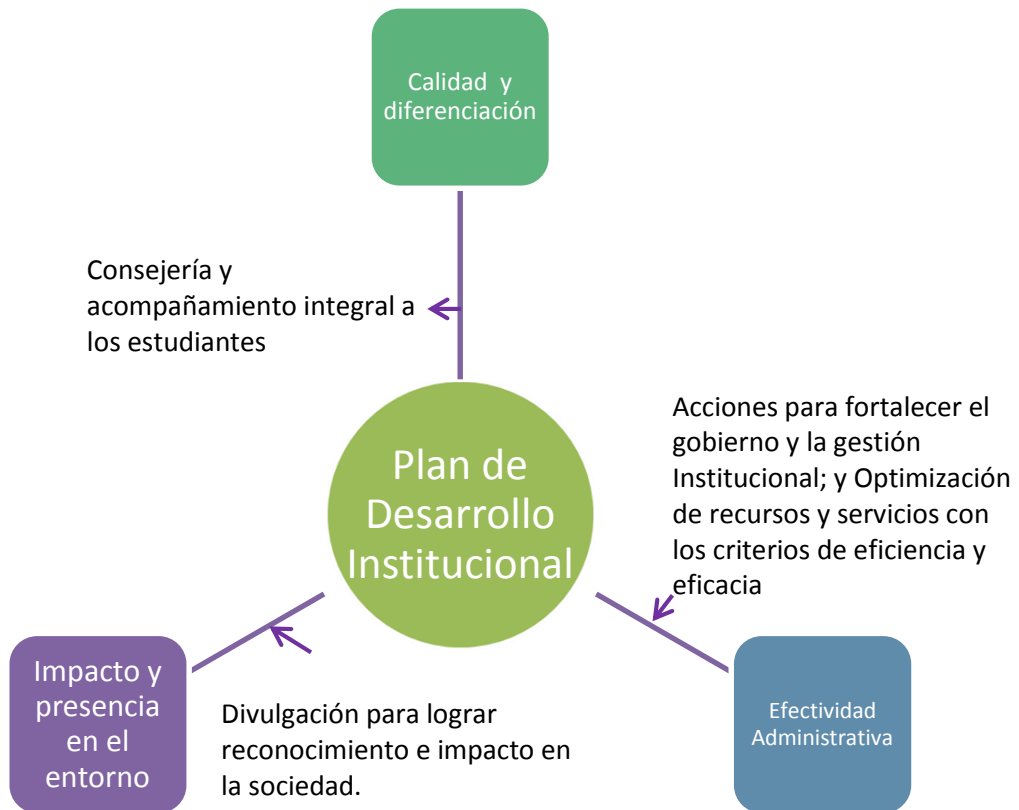 Calidad y
diferenciación
Consejería y
acompañamiento integral a
los estudiantes
Acciones para fortalecer el
gobierno y la gestión
Institucional; y Optimización
de recursos y servicios con
los criterios de eficiencia y
eficacia
Plan de
Desarrollo
Institucional
Impacto y
presencia
en el
entorno
Divulgación para lograr
reconocimiento e impacto en
la sociedad.
Efectividad
Administrativa